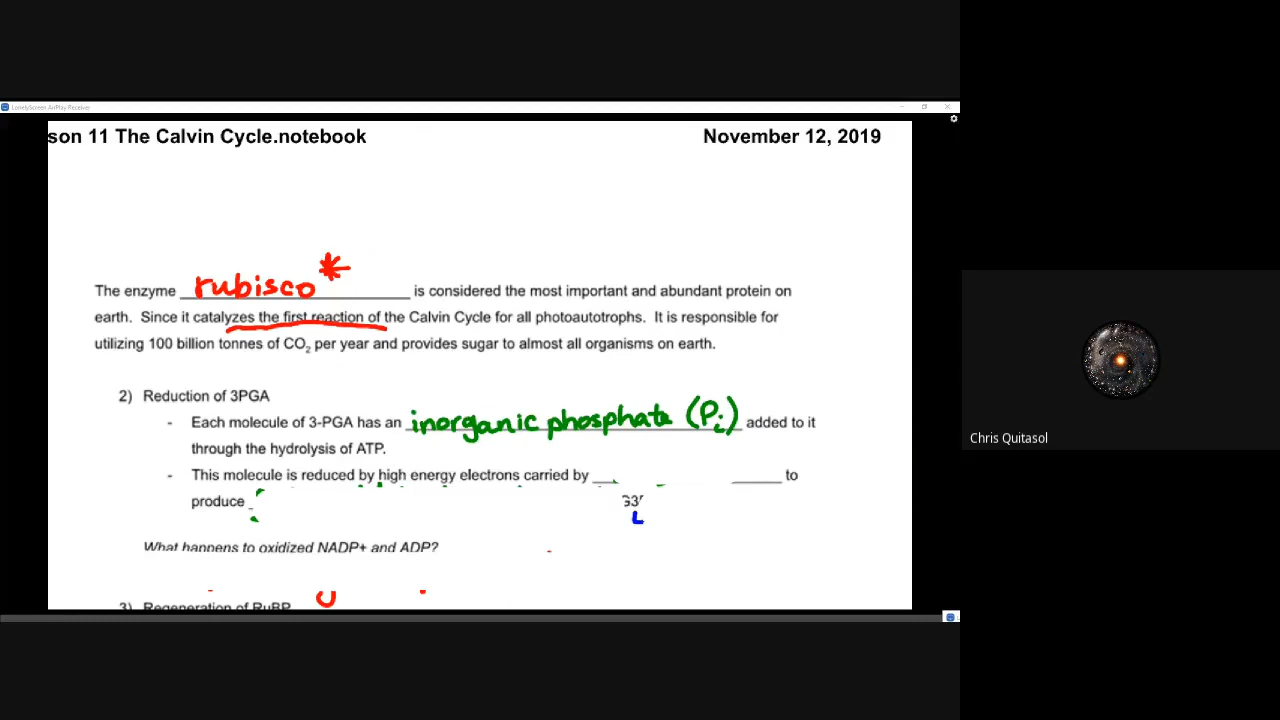 LonelyScreen AirPlay Receiver
son 11 The Calvin Cycle.notebook November 12, 2019
The enzyme rubisco* is considered the most important and abundant protein on
earth. Since it catalyzes the first reaction of the Calvin Cycle for all photoautotrophs. It is responsible for
utilizing 100 billion tonnes of CO2 per year and provides sugar to almost all organisms on earth.
2) Reduction of 3PGA
- Each molecule of 3-PGA has an inorganic phosphate (Pi) added to it
through the hydrolysis of ATP.
- This molecule is reduced by high energy electrons carried by to
produce
What happens to oxidized NADP+ and ADP?
3) Regeneration of RuBP
Chris Quitasol